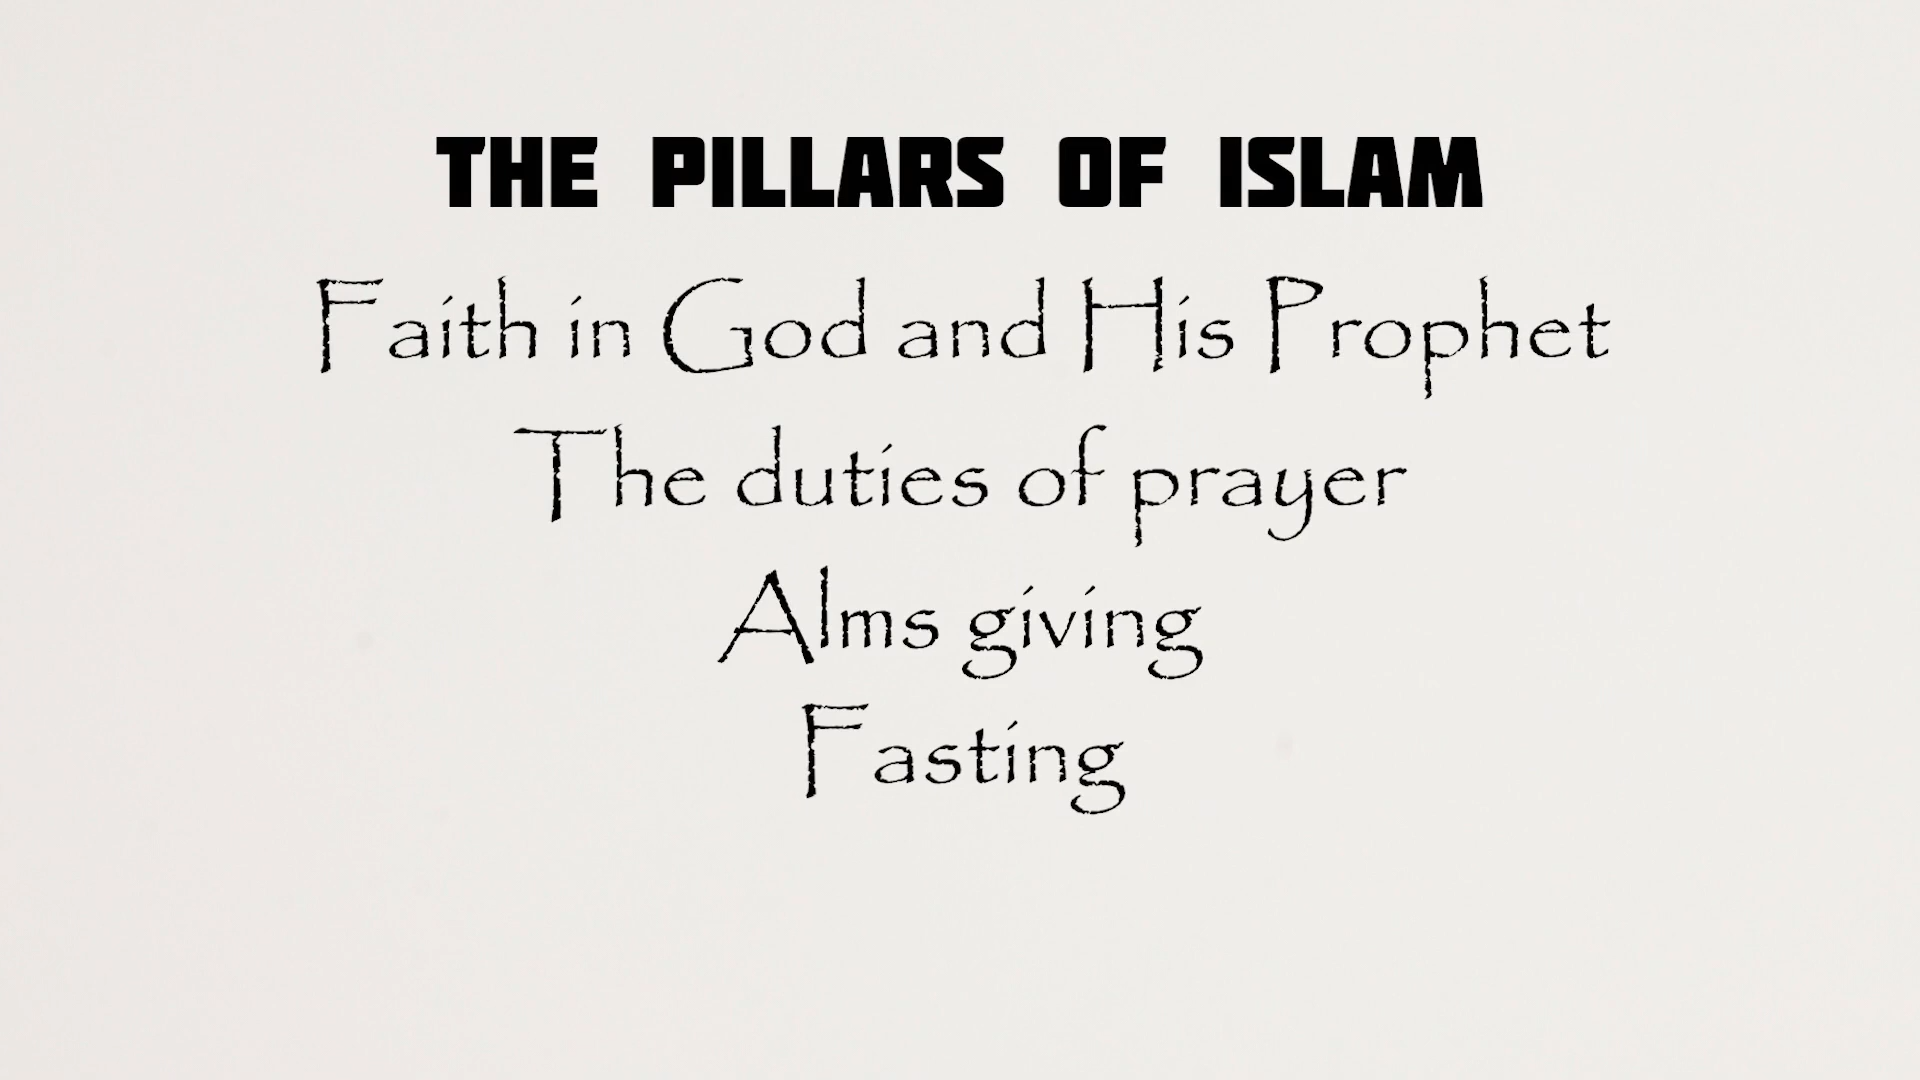 THE PILLARS OF ISLAM
Faith in God and His Prophet
The duties of prayer
Alms giving
Fasting